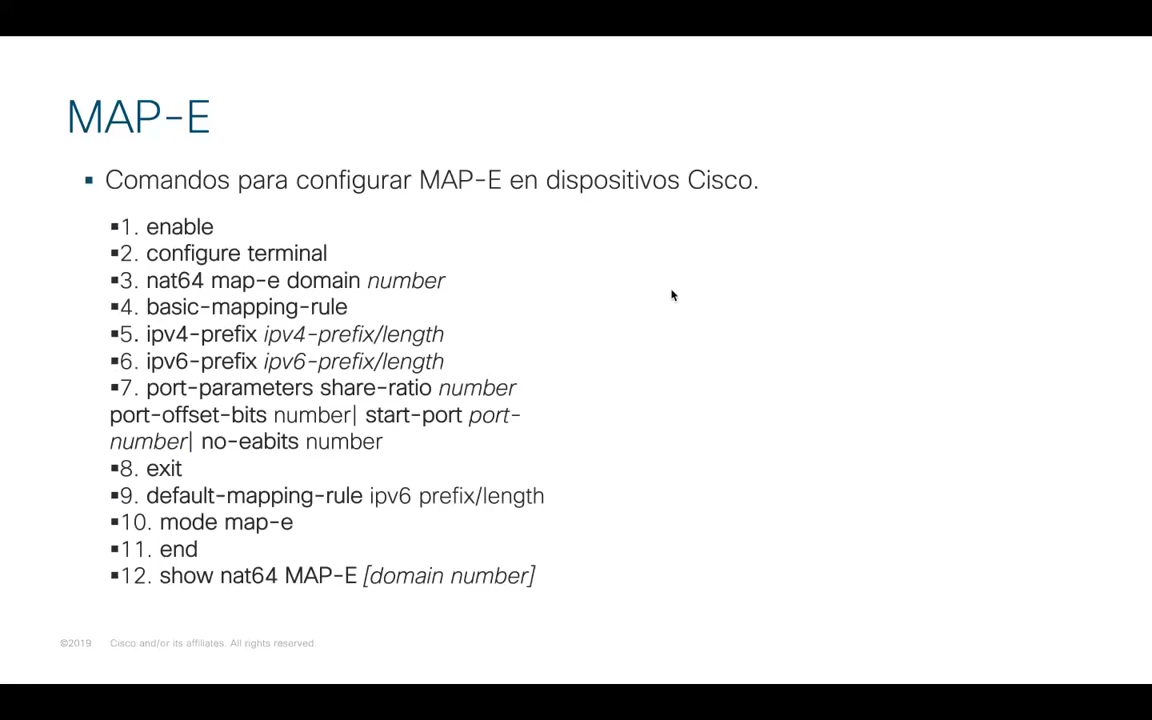 MAP-E
▪ Comandos para configurar MAP-E en dispositivos Cisco.
▪1. enable
▪2. configure terminal
▪3. nat64 map-e domain number
▪4. basic-mapping-rule
▪5. ipv4-prefix ipv4-prefix/length
▪6. ipv6-prefix ipv6-prefix/length
▪7. port-parameters share-ratio number
port-offset-bits number| start-port port-
number| no-eabits number
▪8. exit
▪9. default-mapping-rule ipv6 prefix/length
▪10. mode map-e
▪11. end
▪12. show nat64 MAP-E [domain number]
©2019 Cisco and/or its affiliates. All rights reserved.